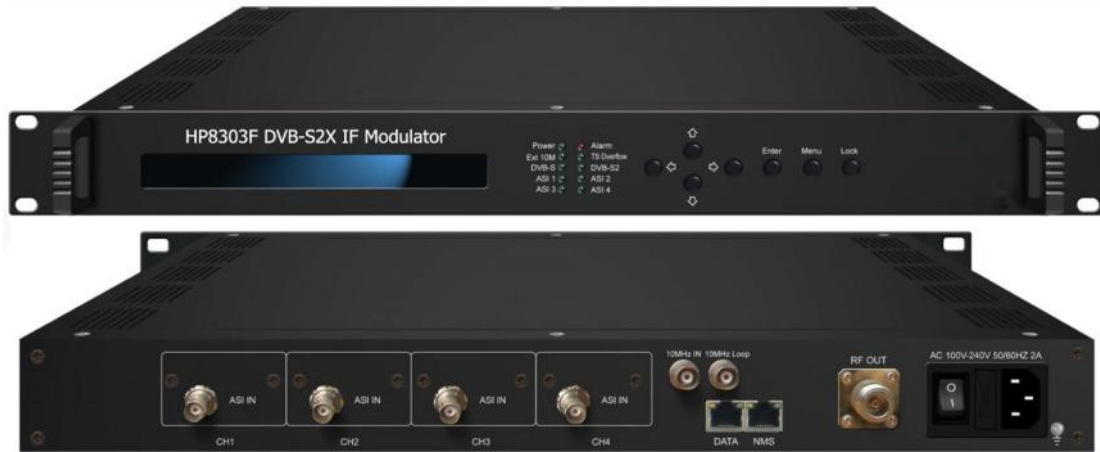 HP8303F DVB-S2X IF Modulator
Power Alarm
Ext 10M TS Overflow
DVB-S DVB-S2
ASI 1 ASI 2
ASI 3 ASI 4
Enter Menu Lock
10MHz IN 10MHz Loop
RF OUT
AC 100V-240V 50/60HZ 2A
ASI IN ASI IN ASI IN ASI IN
O
I
CH1 CH2 CH3 CH4
DATA NMS